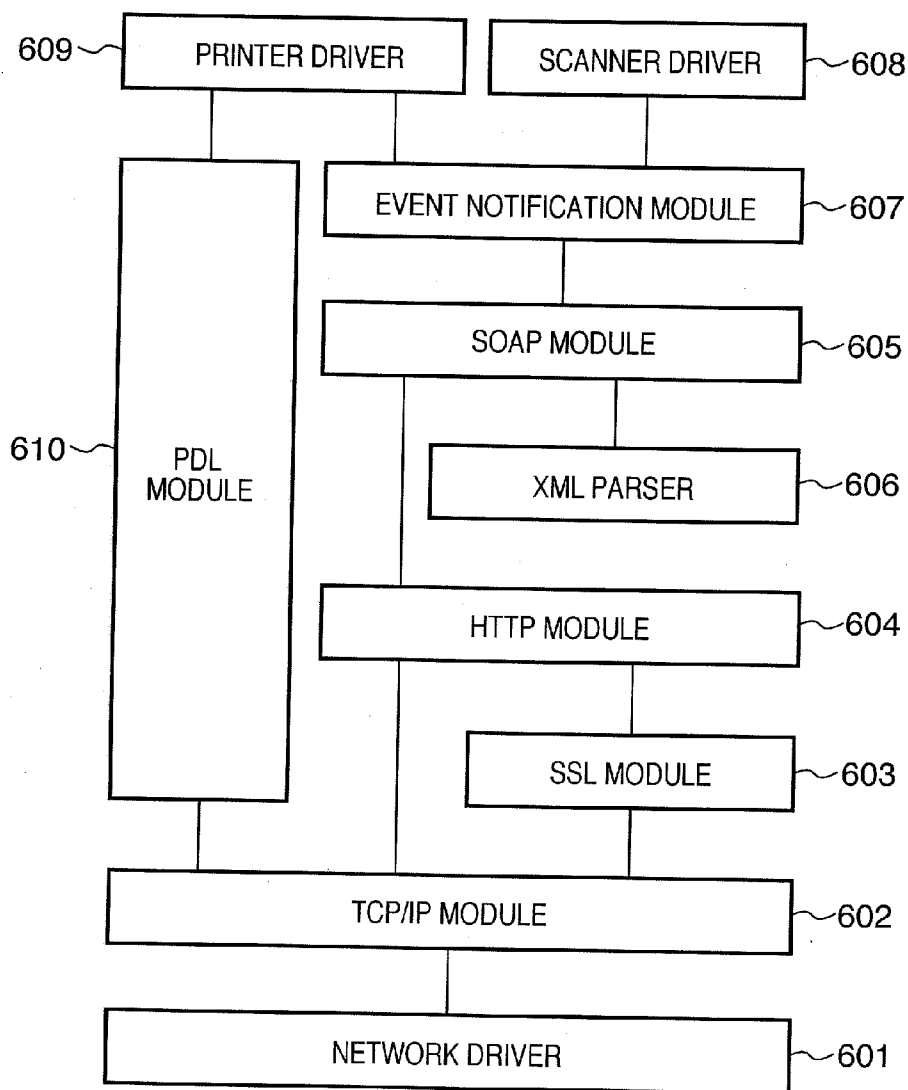 609
PRINTER DRIVER
SCANNER DRIVER
608
EVENT NOTIFICATION MODULE
607
SOAP MODULE
605
610
PDL
MODULE
XML PARSER
606
HTTP MODULE
604
SSL MODULE
603
TCP/IP MODULE
602
NETWORK DRIVER
601